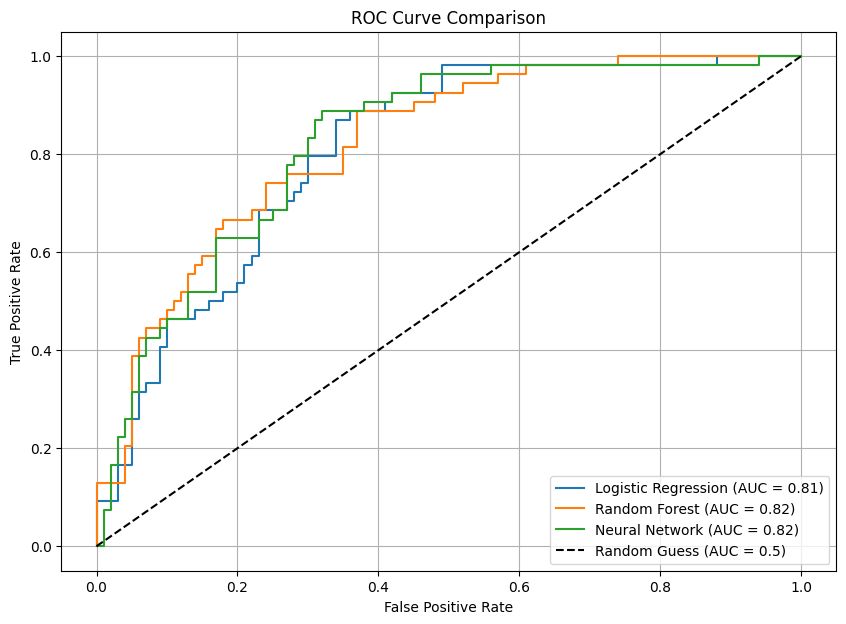 ROC Curve Comparison
True Positive Rate
1.0
0.8
0.6
0.4
0.2
0.0
0.0 0.2 0.4 0.6 0.8 1.0
False Positive Rate
Logistic Regression (AUC = 0.81)
Random Forest (AUC = 0.82)
Neural Network (AUC = 0.82)
Random Guess (AUC = 0.5)